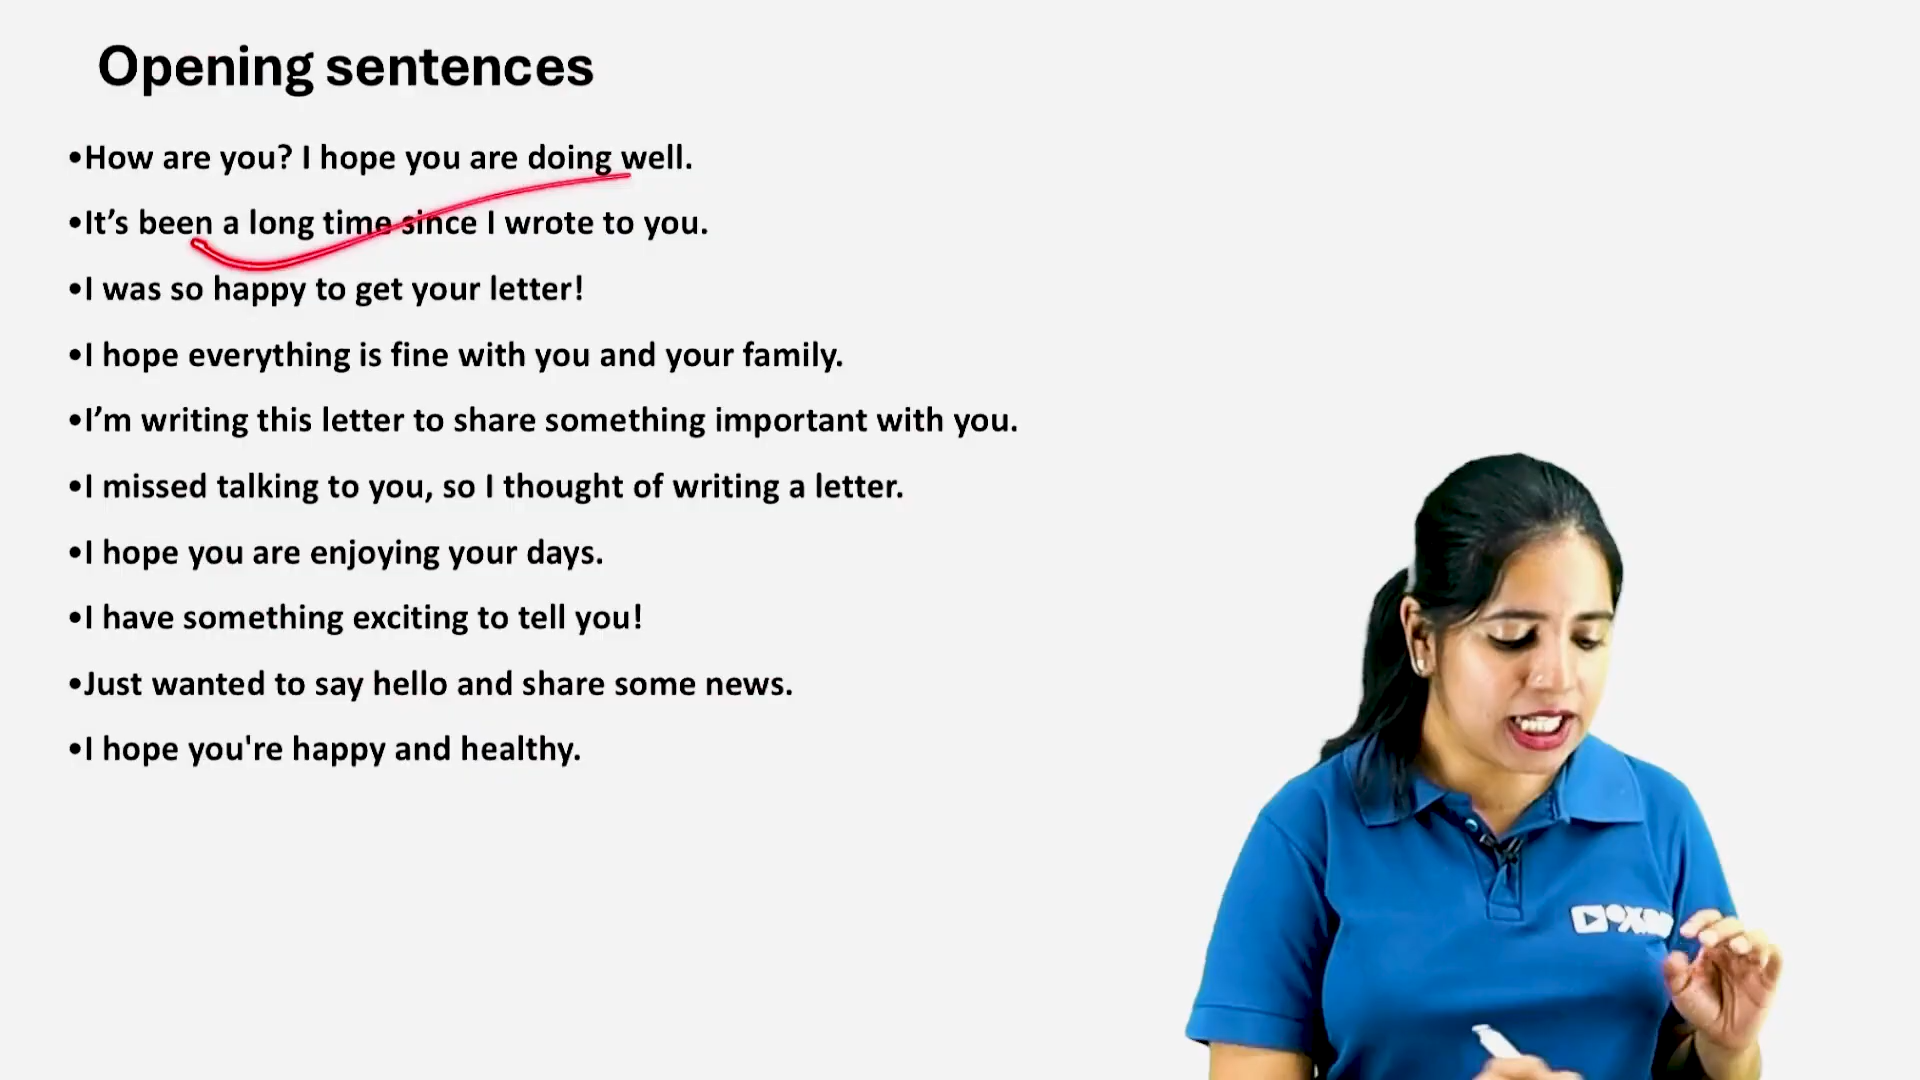 Opening sentences
•How are you? I hope you are doing well.
•It’s been a long time since I wrote to you.
•I was so happy to get your letter!
•I hope everything is fine with you and your family.
•I’m writing this letter to share something important with you.
•I missed talking to you, so I thought of writing a letter.
•I hope you are enjoying your days.
•I have something exciting to tell you!
•Just wanted to say hello and share some news.
•I hope you're happy and healthy.